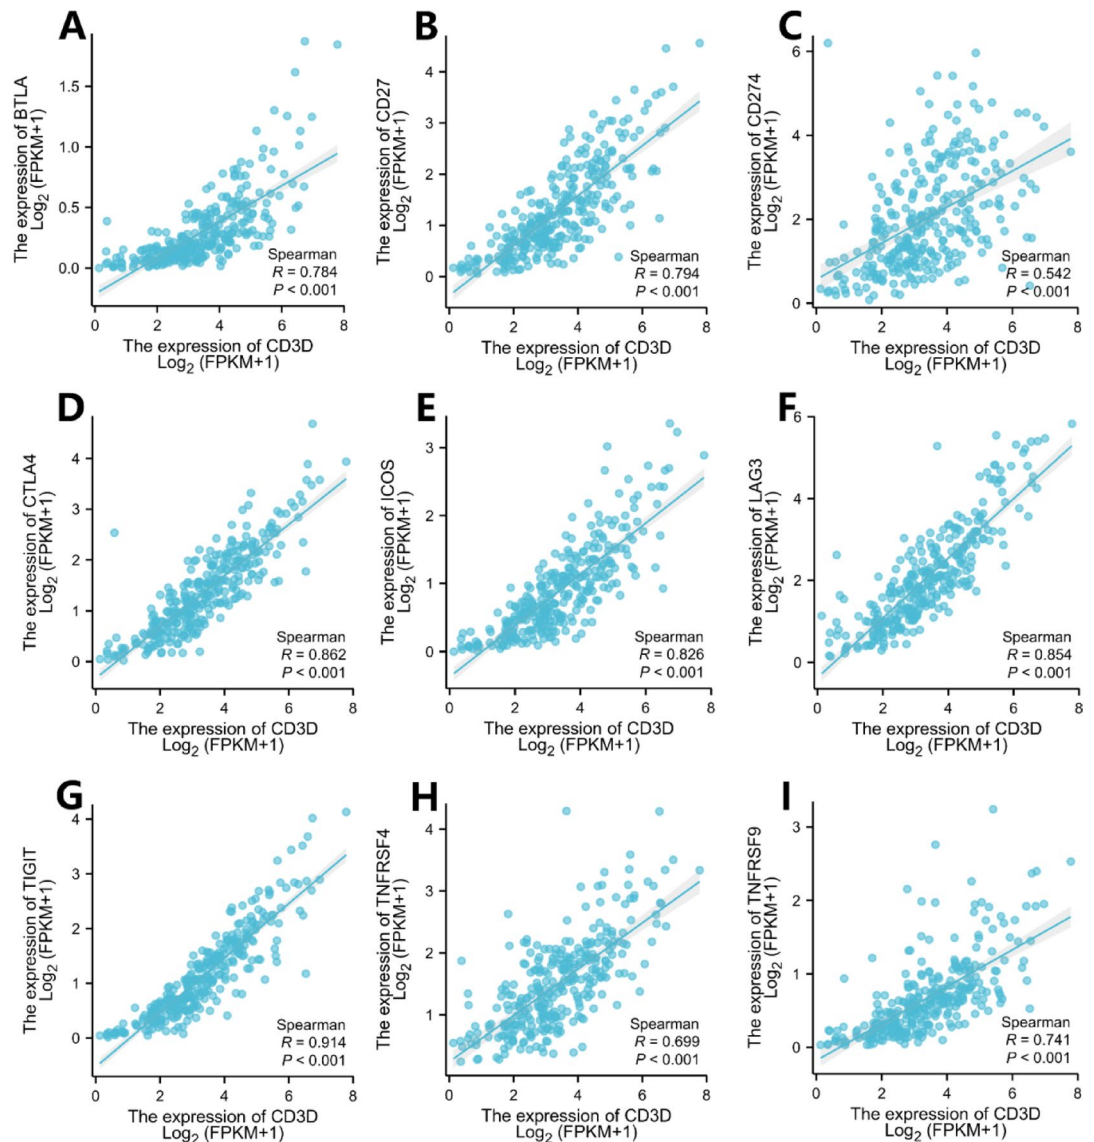 A
The expression of BTLA
Log2 (FPKM+1)
1.5
1.0
0.5
0.0
Spearman
R = 0.784
P < 0.001
0 2 4 6 8
The expression of CD3D
Log2 (FPKM+1)
B
The expression of CD27
Log2 (FPKM+1)
4
3
2
1
0
Spearman
R = 0.794
P < 0.001
0 2 4 6 8
The expression of CD3D
Log2 (FPKM+1)
C
The expression of CD274
Log2 (FPKM+1)
6
4
2
0
Spearman
R = 0.542
P < 0.001
0 2 4 6 8
The expression of CD3D
Log2 (FPKM+1)
D
The expression of CTLA4
Log2 (FPKM+1)
4
3
2
1
0
Spearman
R = 0.862
P < 0.001
0 2 4 6 8
The expression of CD3D
Log2 (FPKM+1)
E
The expression of ICOS
Log2 (FPKM+1)
3
2
1
0
Spearman
R = 0.826
P < 0.001
0 2 4 6 8
The expression of CD3D
Log2 (FPKM+1)
F
The expression of LAG3
Log2 (FPKM+1)
6
4
2
0
Spearman
R = 0.854
P < 0.001
0 2 4 6 8
The expression of CD3D
Log2 (FPKM+1)
G
The expression of TIGIT
Log2 (FPKM+1)
4
3
2
1
0
Spearman
R = 0.914
P < 0.001
0 2 4 6 8
The expression of CD3D
Log2 (FPKM+1)
H
The expression of TNFRSF4
Log2 (FPKM+1)
4
3
2
1
Spearman
R = 0.699
P < 0.001
0 2 4 6 8
The expression of CD3D
Log2 (FPKM+1)
I
The expression of TNFRSF9
Log2 (FPKM+1)
3
2
1
0
Spearman
R = 0.741
P < 0.001
0 2 4 6 8
The expression of CD3D
Log2 (FPKM+1)